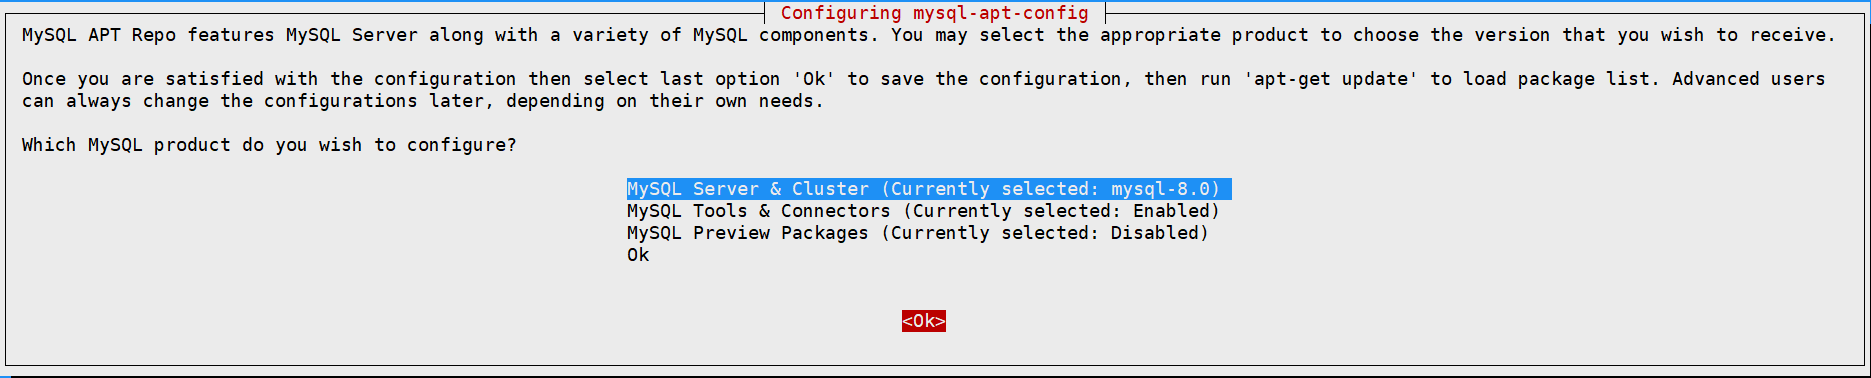 Configuring mysql-apt-config
MySQL APT Repo features MySQL Server along with a variety of MySQL components. You may select the appropriate product to choose the version that you wish to receive.
Once you are satisfied with the configuration then select last option 'Ok' to save the configuration, then run 'apt-get update' to load package list. Advanced users
can always change the configurations later, depending on their own needs.
Which MySQL product do you wish to configure?
MySQL Server & Cluster (Currently selected: mysql-8.0)
MySQL Tools & Connectors (Currently selected: Enabled)
MySQL Preview Packages (Currently selected: Disabled)
Ok
<Ok>